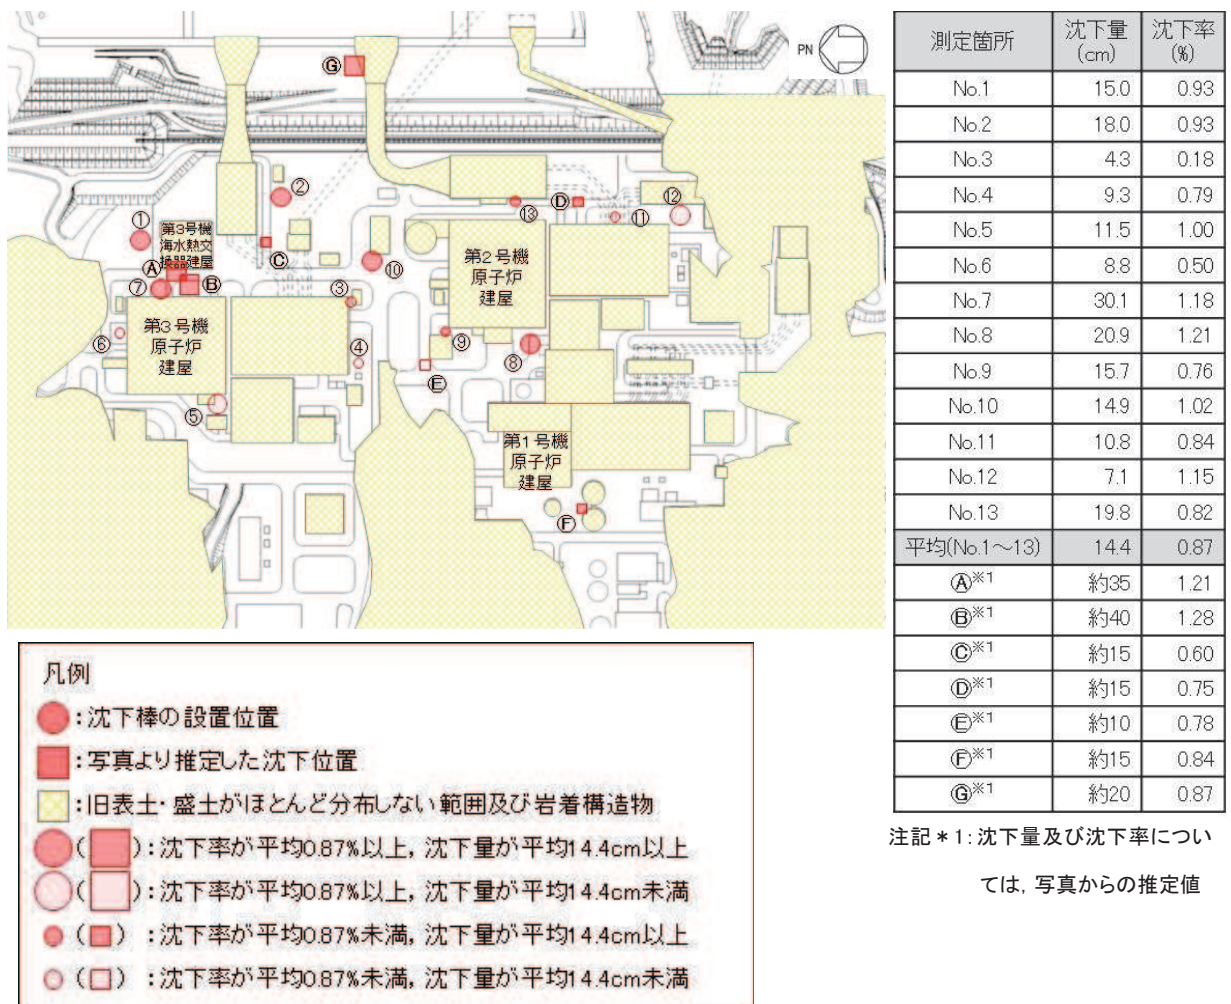 PN
Ⓖ
②
①
第3号機
海水熱交
換器建屋
Ⓐ
Ⓑ
⑦
Ⓒ
⑩
③
⑥
第3号機
原子炉
建屋
④
⑤
⑬
Ⓓ
⑪
⑫
第2号機
原子炉
建屋
⑨
⑧
Ⓔ
第1号機
原子炉
建屋
Ⓕ
測定箇所 沈下量(cm) 沈下率(%)
No.1 15.0 0.93
No.2 18.0 0.93
No.3 4.3 0.18
No.4 9.3 0.79
No.5 11.5 1.00
No.6 8.8 0.50
No.7 30.1 1.18
No.8 20.9 1.21
No.9 15.7 0.76
No.10 14.9 1.02
No.11 10.8 0.84
No.12 7.1 1.15
No.13 19.8 0.82
平均(No.1～13) 14.4 0.87
Ⓐ※1 約35 1.21
Ⓑ※1 約40 1.28
Ⓒ※1 約15 0.60
Ⓓ※1 約15 0.75
Ⓔ※1 約10 0.78
Ⓕ※1 約15 0.84
Ⓖ※1 約20 0.87
注記＊1：沈下量及び沈下率につい
ては，写真からの推定値
凡例
：沈下棒の設置位置
：写真より推定した沈下位置
：旧表土・盛土がほとんど分布しない範囲及び岩着構造物
( )：沈下率が平均0.87%以上，沈下量が平均14.4cm以上
( )：沈下率が平均0.87%以上，沈下量が平均14.4cm未満
( )：沈下率が平均0.87%未満，沈下量が平均14.4cm以上
( )：沈下率が平均0.87%未満，沈下量が平均14.4cm未満